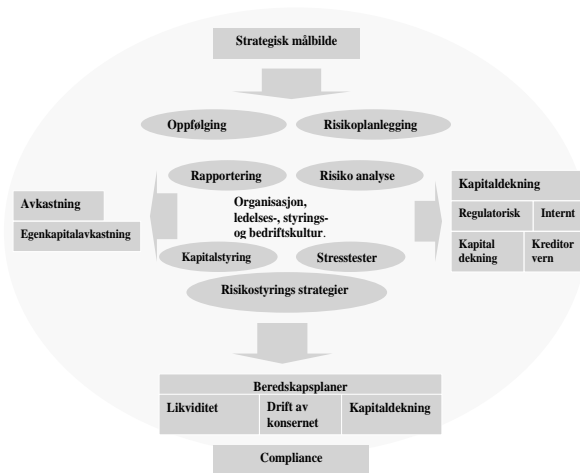 Strategisk målbilde
Oppfølging
Risikoplanlegging
Rapportering
Risiko analyse
Organisasjon,
ledelses-, styrings-
og bedriftskultur.
Kapitalstyring
Stresstester
Risikostyrings strategier
Avkastning
Egenkapitalavkastning
Kapitaldekning
Regulatorisk
Internt
Kapital
dekning
Kreditor
vern
Beredskapsplaner
Likviditet
Drift av
konsernet
Kapitaldekning
Compliance